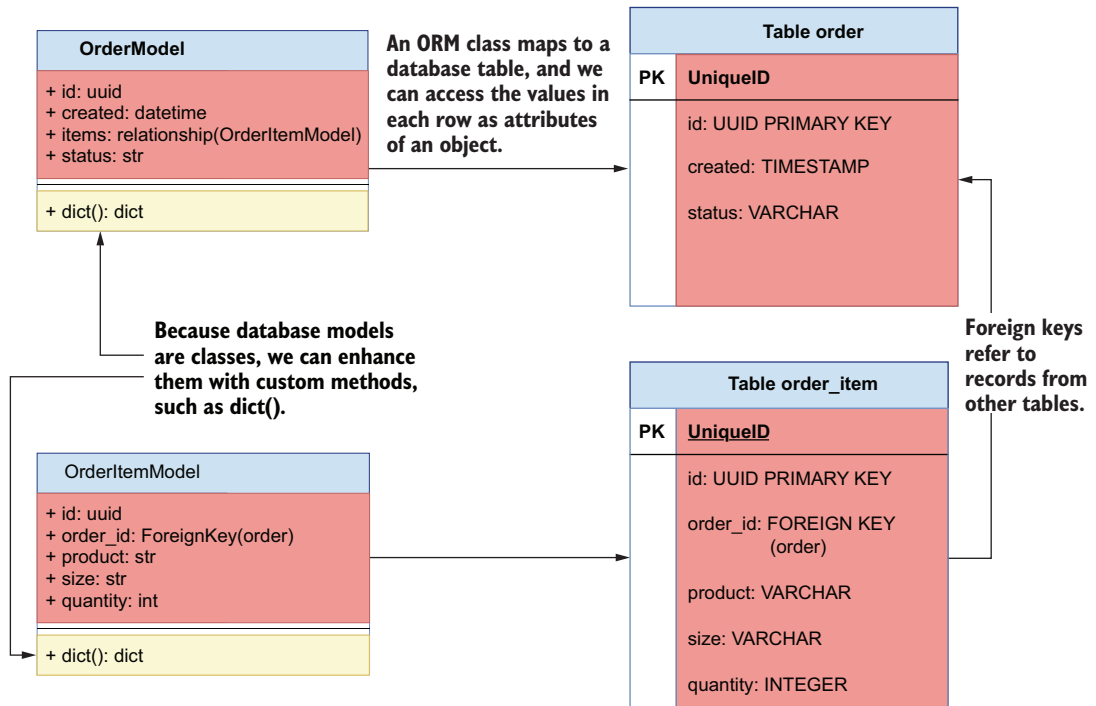 OrderModel
+ id: uuid
+ created: datetime
+ items: relationship(OrderItemModel)
+ status: str
+ dict(): dict
An ORM class maps to a
database table, and we
can access the values in
each row as attributes
of an object.
Table order
PK UniqueID
id: UUID PRIMARY KEY
created: TIMESTAMP
status: VARCHAR
Because database models
are classes, we can enhance
them with custom methods,
such as dict().
Foreign keys
refer to
records from
other tables.
OrderItemModel
+ id: uuid
+ order_id: ForeignKey(order)
+ product: str
+ size: str
+ quantity: int
+ dict(): dict
Table order_item
PK UniqueID
id: UUID PRIMARY KEY
order_id: FOREIGN KEY
(order)
product: VARCHAR
size: VARCHAR
quantity: INTEGER